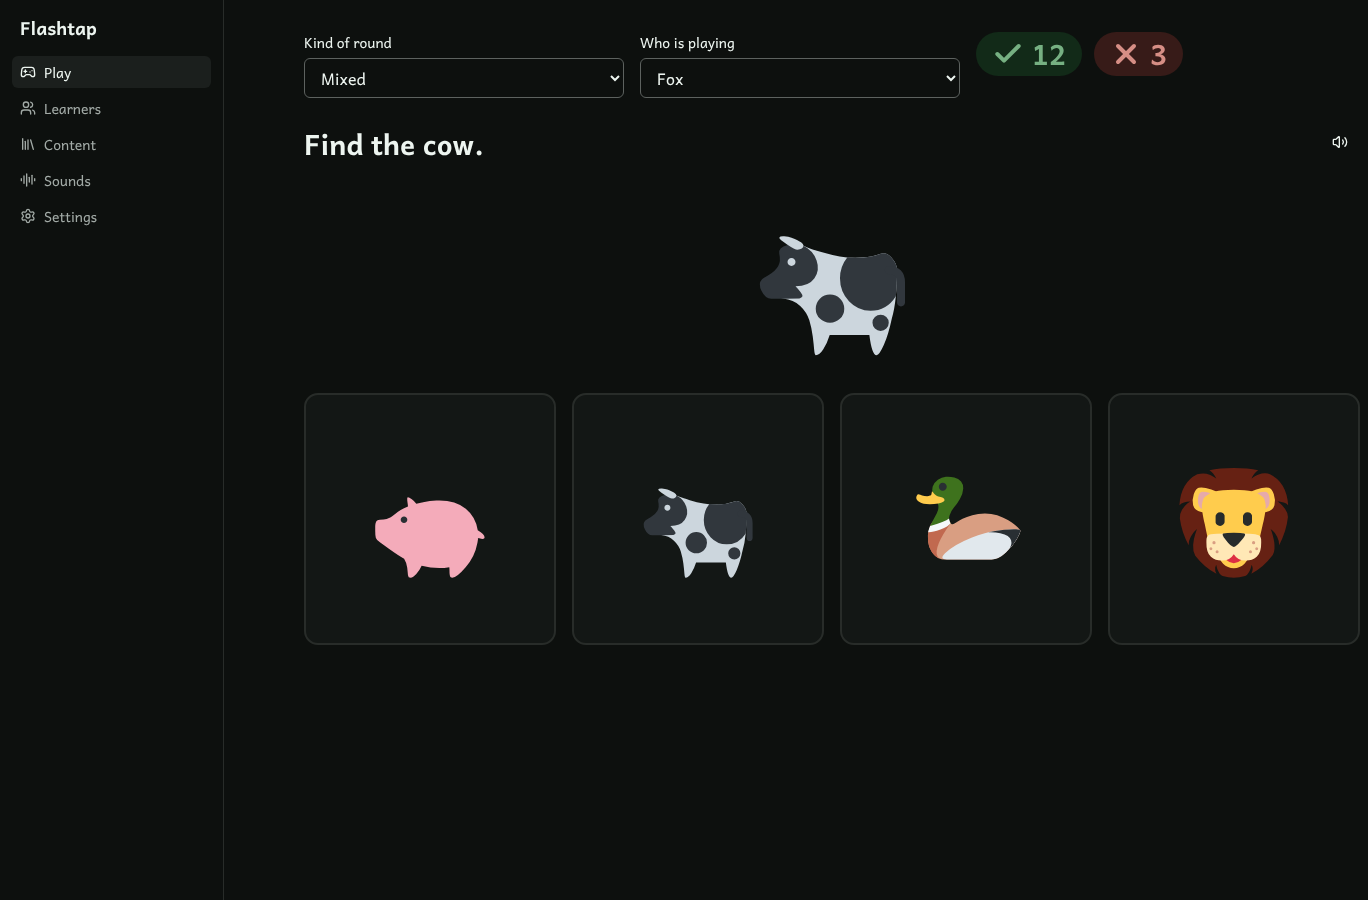 Flashtap
Play
Learners
Content
Sounds
Settings
Kind of round
Mixed
Who is playing
Fox
12
3
Find the cow.